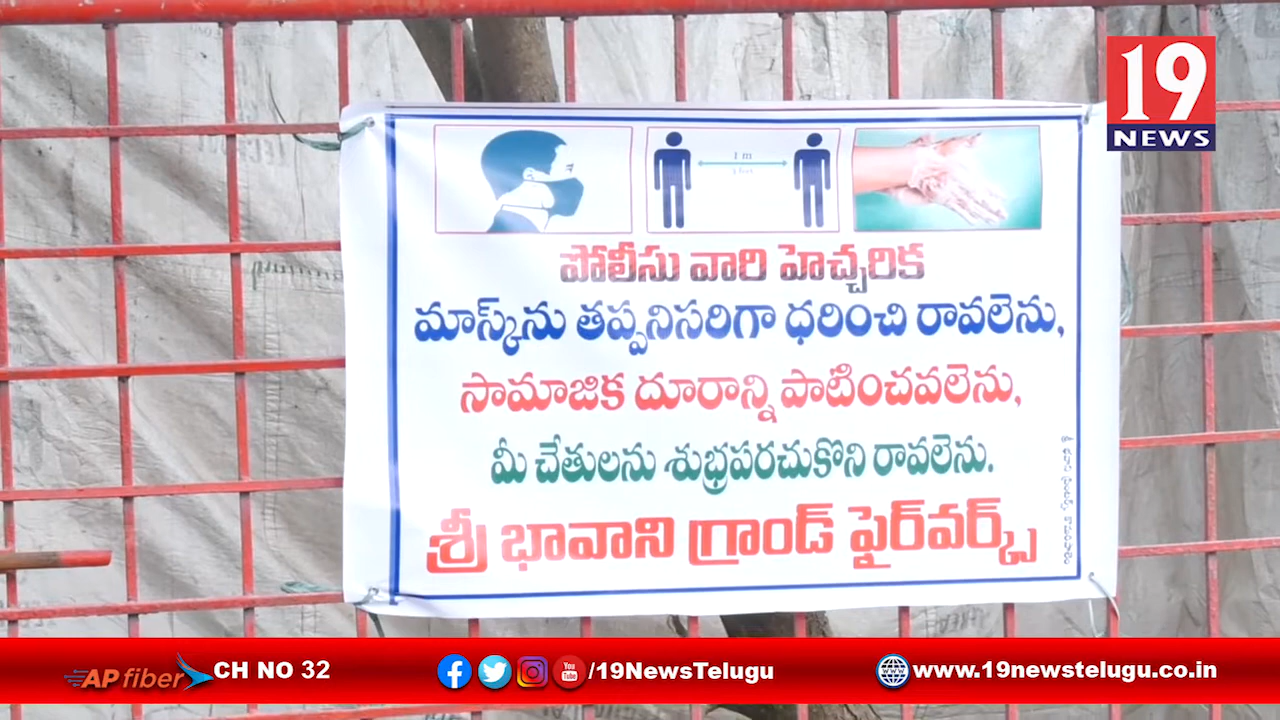 19
NEWS
1 m
పోలీసు వారి హెచ్చరిక
మాస్క్‌ను తప్పనిసరిగా ధరించి రావలెను,
సామాజిక దూరాన్ని పాటించవలెను,
మీ చేతులను శుభ్రపరచుకొని రావలెను.
శ్రీ భావాని గ్రాండ్ ఫైర్‌వర్క్స్
AP fiber CH NO 32 /19NewsTelugu www.19newstelugu.co.in